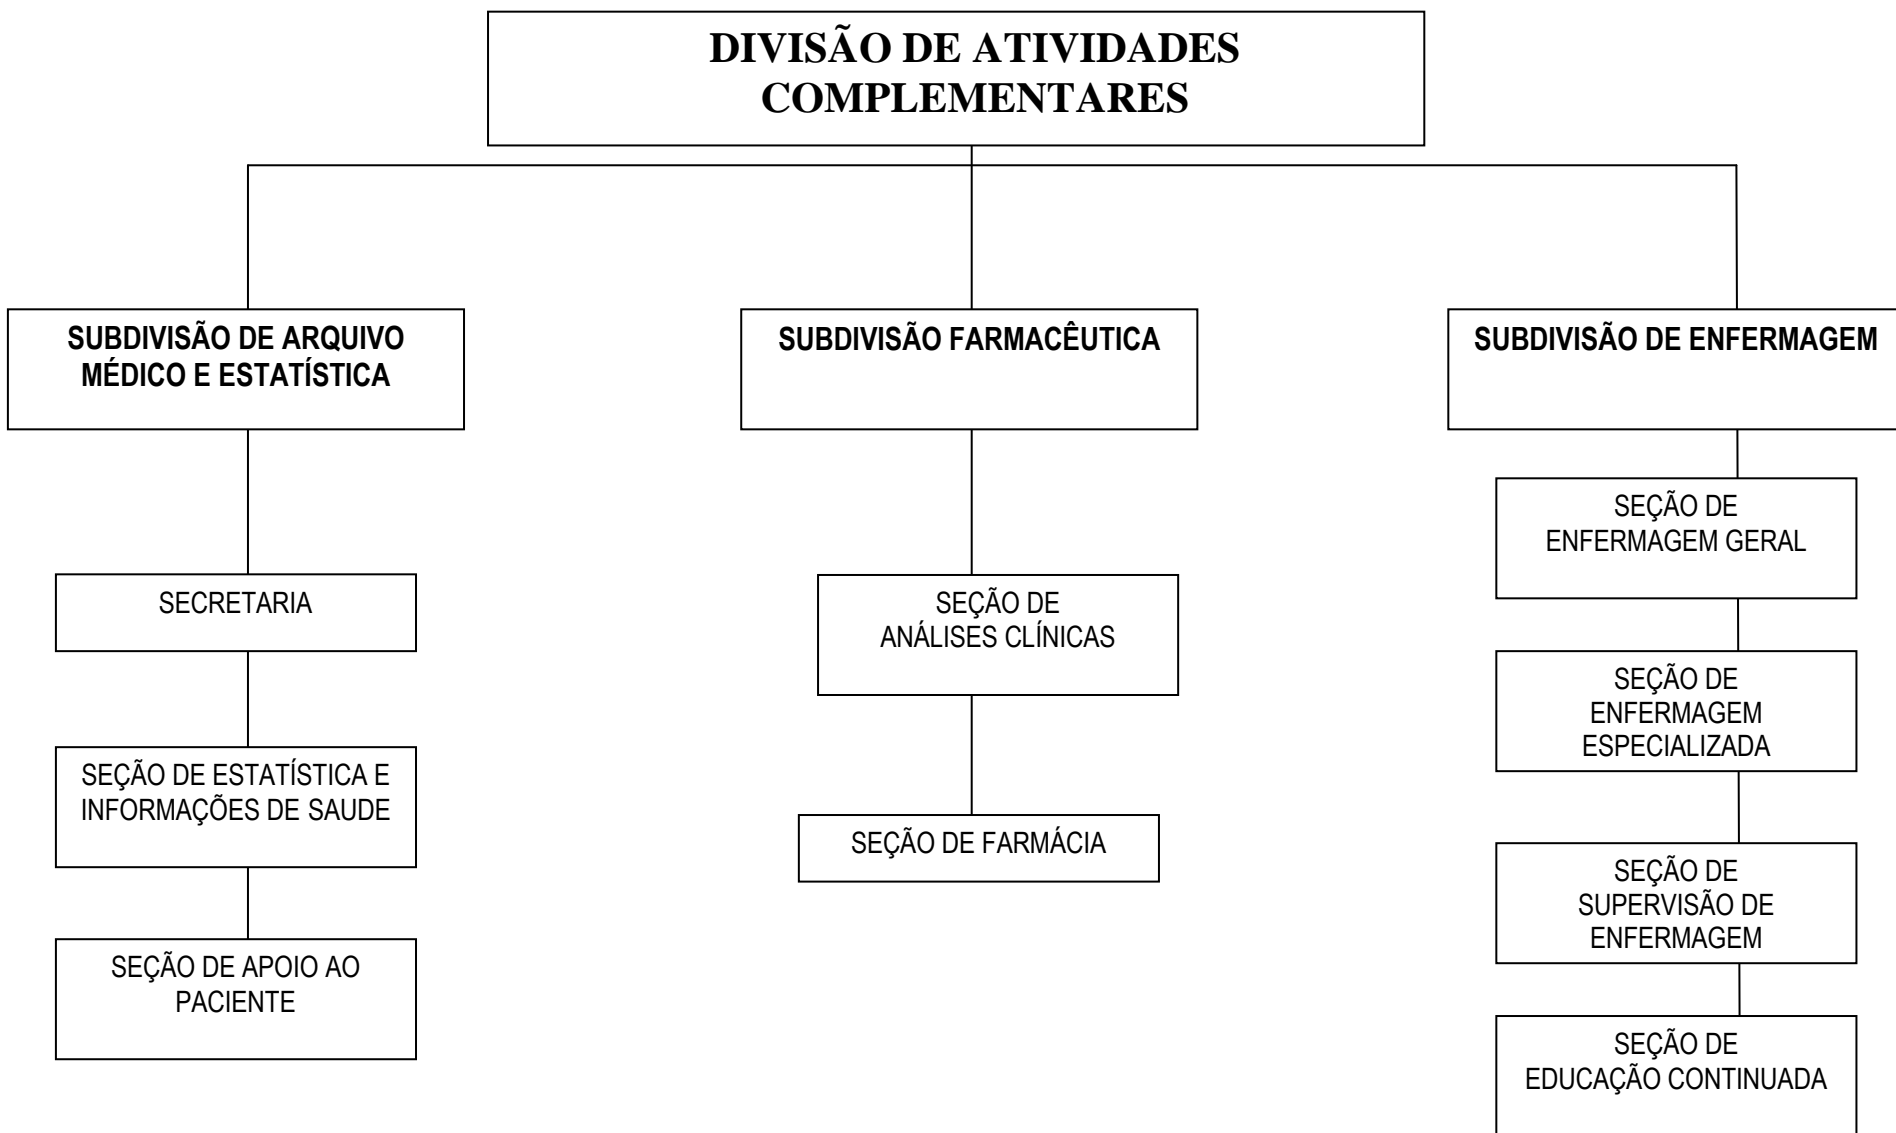 DIVISÃO DE ATIVIDADES
COMPLEMENTARES
SUBDIVISÃO DE ARQUIVO
MÉDICO E ESTATÍSTICA
SECRETARIA
SEÇÃO DE ESTATÍSTICA E
INFORMAÇÕES DE SAUDE
SEÇÃO DE APOIO AO
PACIENTE
SUBDIVISÃO FARMACÊUTICA
SEÇÃO DE
ANÁLISES CLÍNICAS
SEÇÃO DE FARMÁCIA
SUBDIVISÃO DE ENFERMAGEM
SEÇÃO DE
ENFERMAGEM GERAL
SEÇÃO DE
ENFERMAGEM
ESPECIALIZADA
SEÇÃO DE
SUPERVISÃO DE
ENFERMAGEM
SEÇÃO DE
EDUCAÇÃO CONTINUADA